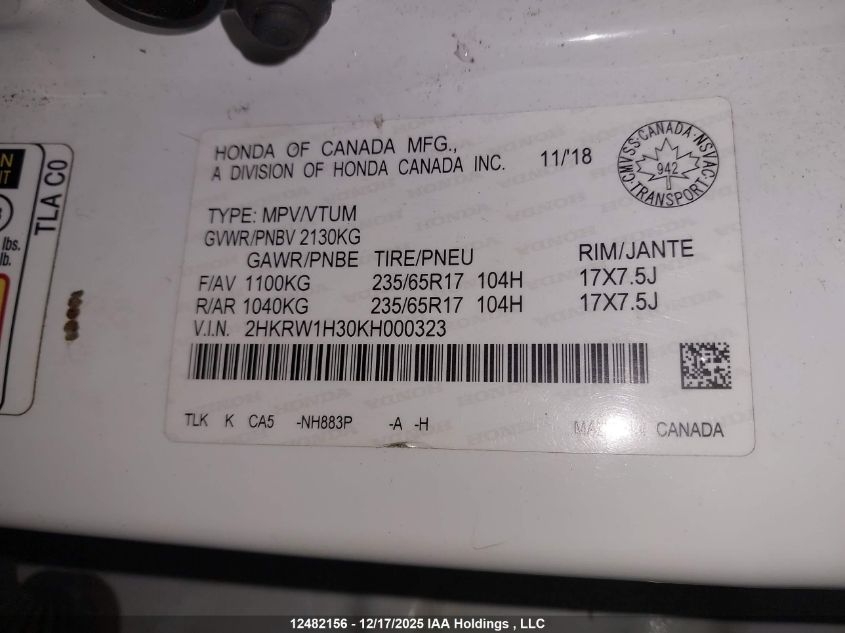 HONDA OF CANADA MFG.,
A DIVISION OF HONDA CANADA INC.
11/'18
CMVSS·CANADA·NSVAC
942
TRANSPORT
TYPE: MPV/VTUM
GVWR/PNBV 2130KG
GAWR/PNBE TIRE/PNEU RIM/JANTE
F/AV 1100KG 235/65R17 104H 17X7.5J
R/AR 1040KG 235/65R17 104H 17X7.5J
V.I.N. 2HKRW1H30KH000323
TLK K CA5 -NH883P -A -H CANADA
TLA C0
lbs.
lb.
12482156 - 12/17/2025 IAA Holdings , LLC